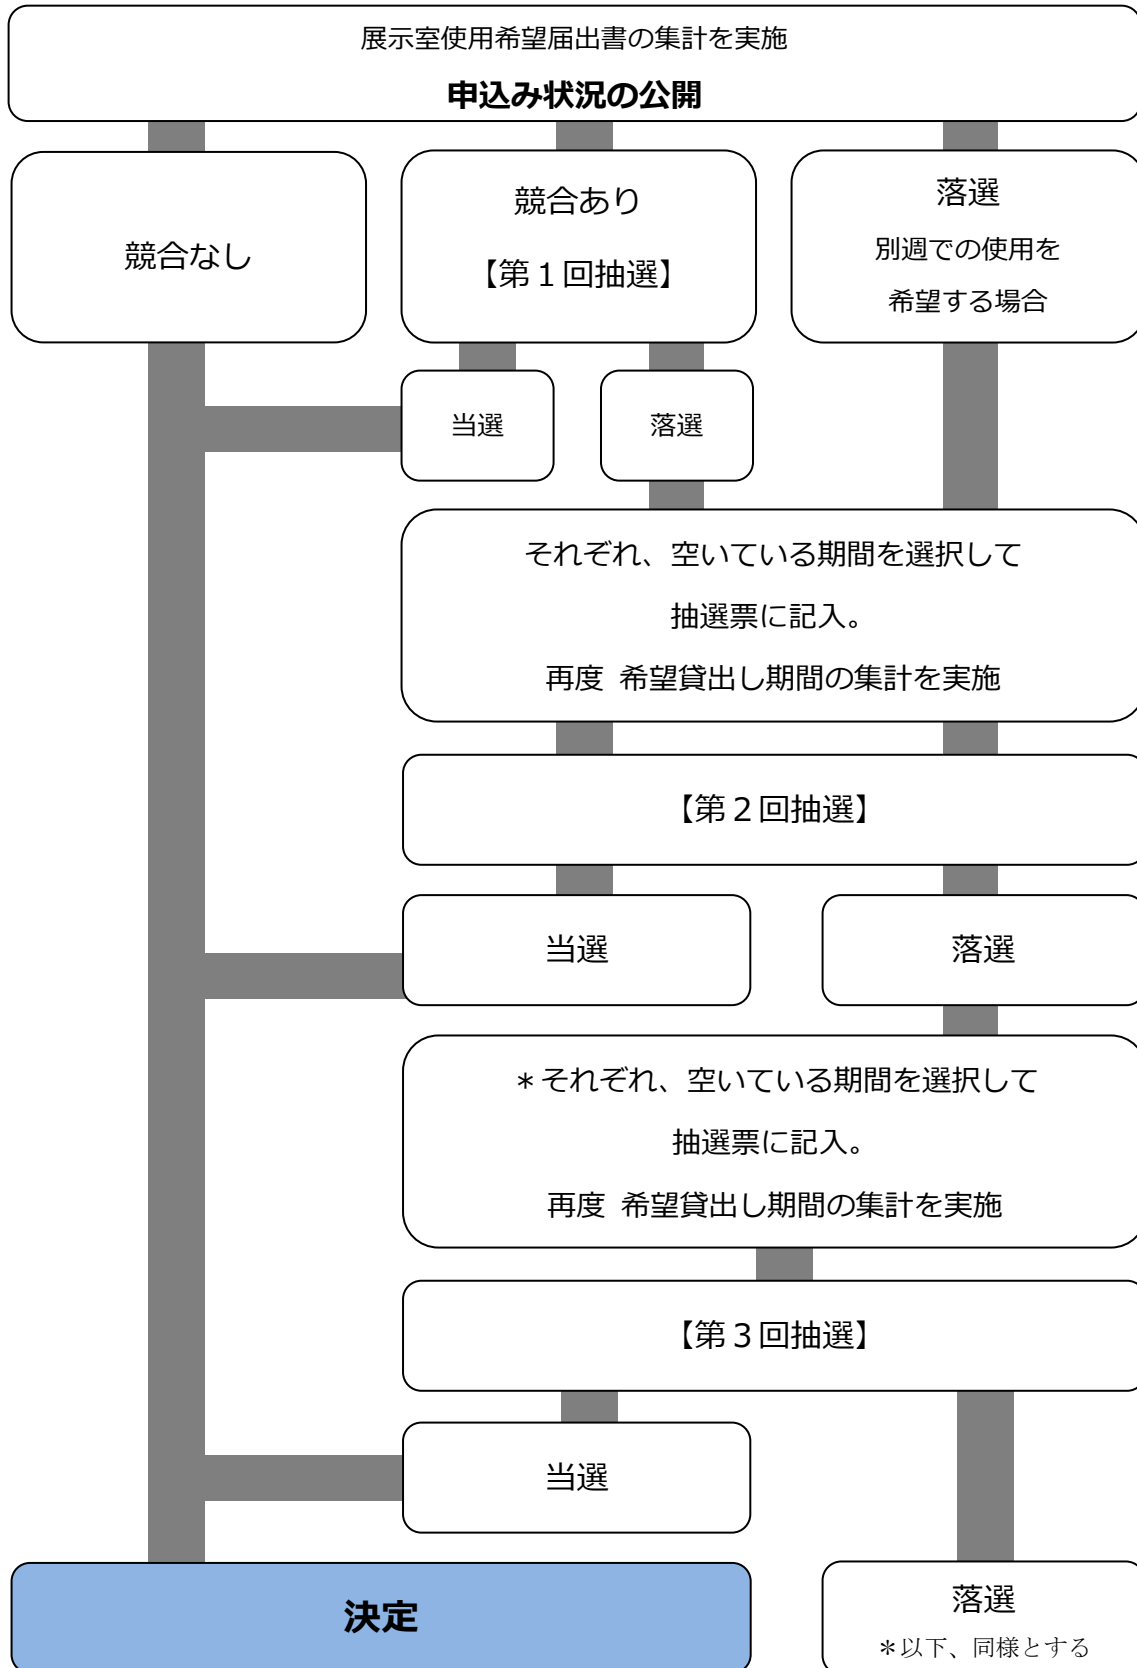 展示室使用希望届出書の集計を実施
申込み状況の公開
競合なし
競合あり
【第１回抽選】
落選
別週での使用を
希望する場合
当選
落選
それぞれ、空いている期間を選択して
抽選票に記入。
再度 希望貸出し期間の集計を実施
【第２回抽選】
当選
落選
＊それぞれ、空いている期間を選択して
抽選票に記入。
再度 希望貸出し期間の集計を実施
【第３回抽選】
当選
決定
落選
＊以下、同様とする